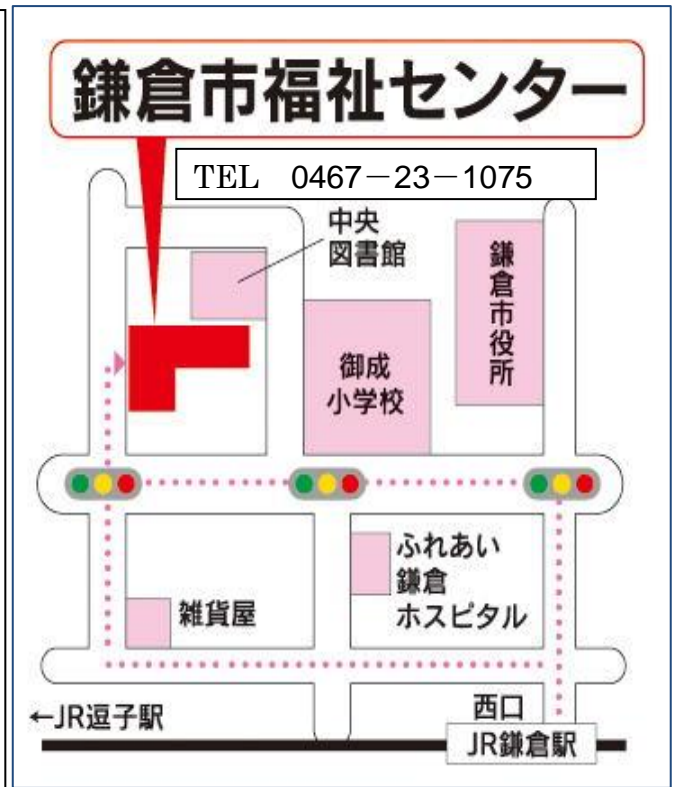 鎌倉市福祉センター
TEL 0467－23－1075
中央
図書館
鎌倉市役所
御成
小学校
ふれあい
鎌倉
ホスピタル
雑貨屋
←JR逗子駅
西口
JR鎌倉駅